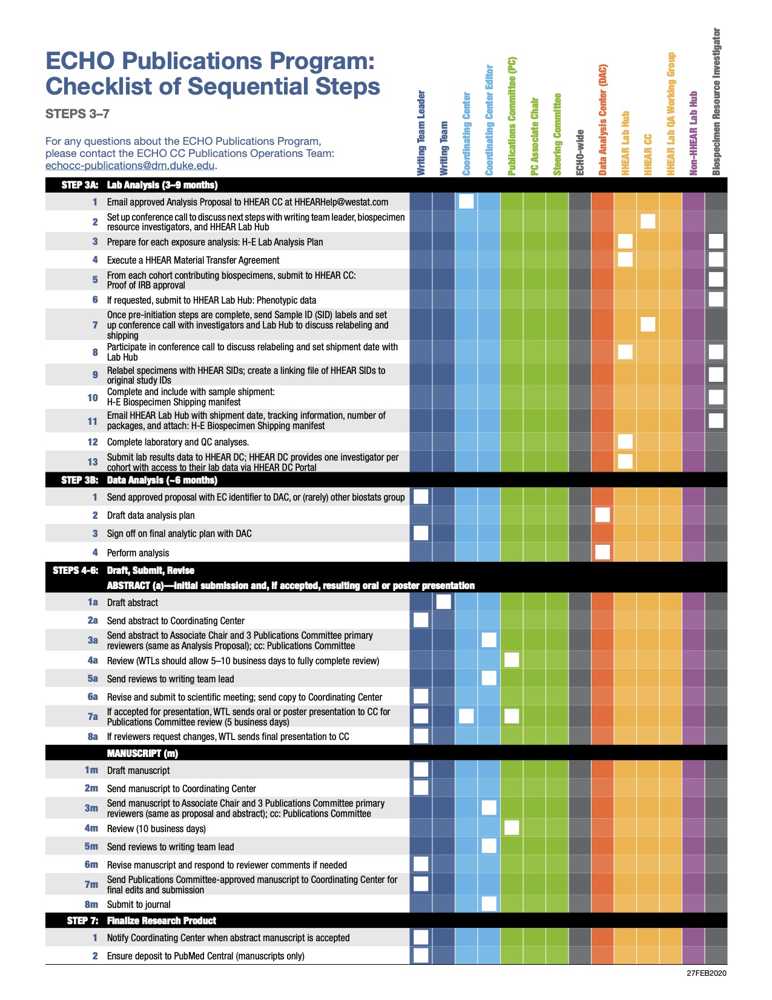 ECHO Publications Program:
Checklist of Sequential Steps
STEPS 3–7
For any questions about the ECHO Publications Program,
please contact the ECHO CC Publications Operations Team:
echocc-publications@dm.duke.edu.
Writing Team Leader
Writing Team
Coordinating Center
Coordinating Center Editor
Publications Committee (PC)
PC Associate Chair
Steering Committee
ECHO-wide
Data Analysis Center (DAC)
HHEAR Lab Hub
HHEAR CC
HHEAR Lab QA Working Group
Non-HHEAR Lab Hub
Biospecimen Resource Investigator
STEP 3A: Lab Analysis (3–9 months)
1 Email approved Analysis Proposal to HHEAR CC at HHEARHelp@westat.com
2 Set up conference call to discuss next steps with writing team leader, biospecimen
resource investigators, and HHEAR Lab Hub
3 Prepare for each exposure analysis: H-E Lab Analysis Plan
4 Execute a HHEAR Material Transfer Agreement
5 From each cohort contributing biospecimens, submit to HHEAR CC:
Proof of IRB approval
6 If requested, submit to HHEAR Lab Hub: Phenotypic data
7 Once pre-initiation steps are complete, send Sample ID (SID) labels and set
up conference call with investigators and Lab Hub to discuss relabeling and
shipping
8 Participate in conference call to discuss relabeling and set shipment date with
Lab Hub
9 Relabel specimens with HHEAR SIDs; create a linking file of HHEAR SIDs to
original study IDs
10 Complete and include with sample shipment:
H-E Biospecimen Shipping manifest
11 Email HHEAR Lab Hub with shipment date, tracking information, number of
packages, and attach: H-E Biospecimen Shipping manifest
12 Complete laboratory and QC analyses.
13 Submit lab results data to HHEAR DC; HHEAR DC provides one investigator per
cohort with access to their lab data via HHEAR DC Portal
STEP 3B: Data Analysis (~6 months)
1 Send approved proposal with EC identifier to DAC, or (rarely) other biostats group
2 Draft data analysis plan
3 Sign off on final analytic plan with DAC
4 Perform analysis
STEPS 4-6: Draft, Submit, Revise
ABSTRACT (a)—initial submission and, if accepted, resulting oral or poster presentation
1a Draft abstract
2a Send abstract to Coordinating Center
3a Send abstract to Associate Chair and 3 Publications Committee primary
reviewers (same as Analysis Proposal); cc: Publications Committee
4a Review (WTLs should allow 5–10 business days to fully complete review)
5a Send reviews to writing team lead
6a Revise and submit to scientific meeting; send copy to Coordinating Center
7a If accepted for presentation, WTL sends oral or poster presentation to CC for
Publications Committee review (5 business days)
8a If reviewers request changes, WTL sends final presentation to CC
MANUSCRIPT (m)
1m Draft manuscript
2m Send manuscript to Coordinating Center
3m Send manuscript to Associate Chair and 3 Publications Committee primary
reviewers (same as proposal and abstract); cc: Publications Committee
4m Review (10 business days)
5m Send reviews to writing team lead
6m Revise manuscript and respond to reviewer comments if needed
7m Send Publications Committee-approved manuscript to Coordinating Center for
final edits and submission
8m Submit to journal
STEP 7: Finalize Research Product
1 Notify Coordinating Center when abstract manuscript is accepted
2 Ensure deposit to PubMed Central (manuscripts only)
27FEB2020